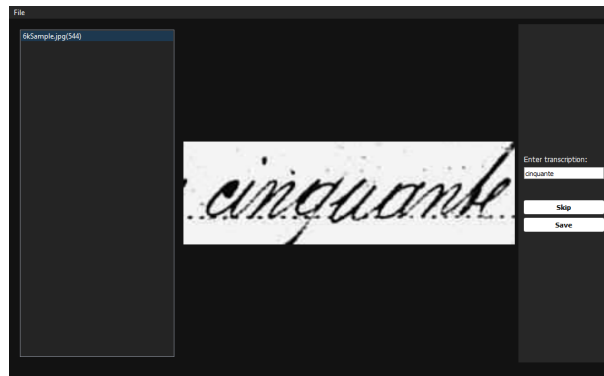 File
6kSample.jpg(544)
cinquante
Enter transcription:
cinquante
Skip
Save